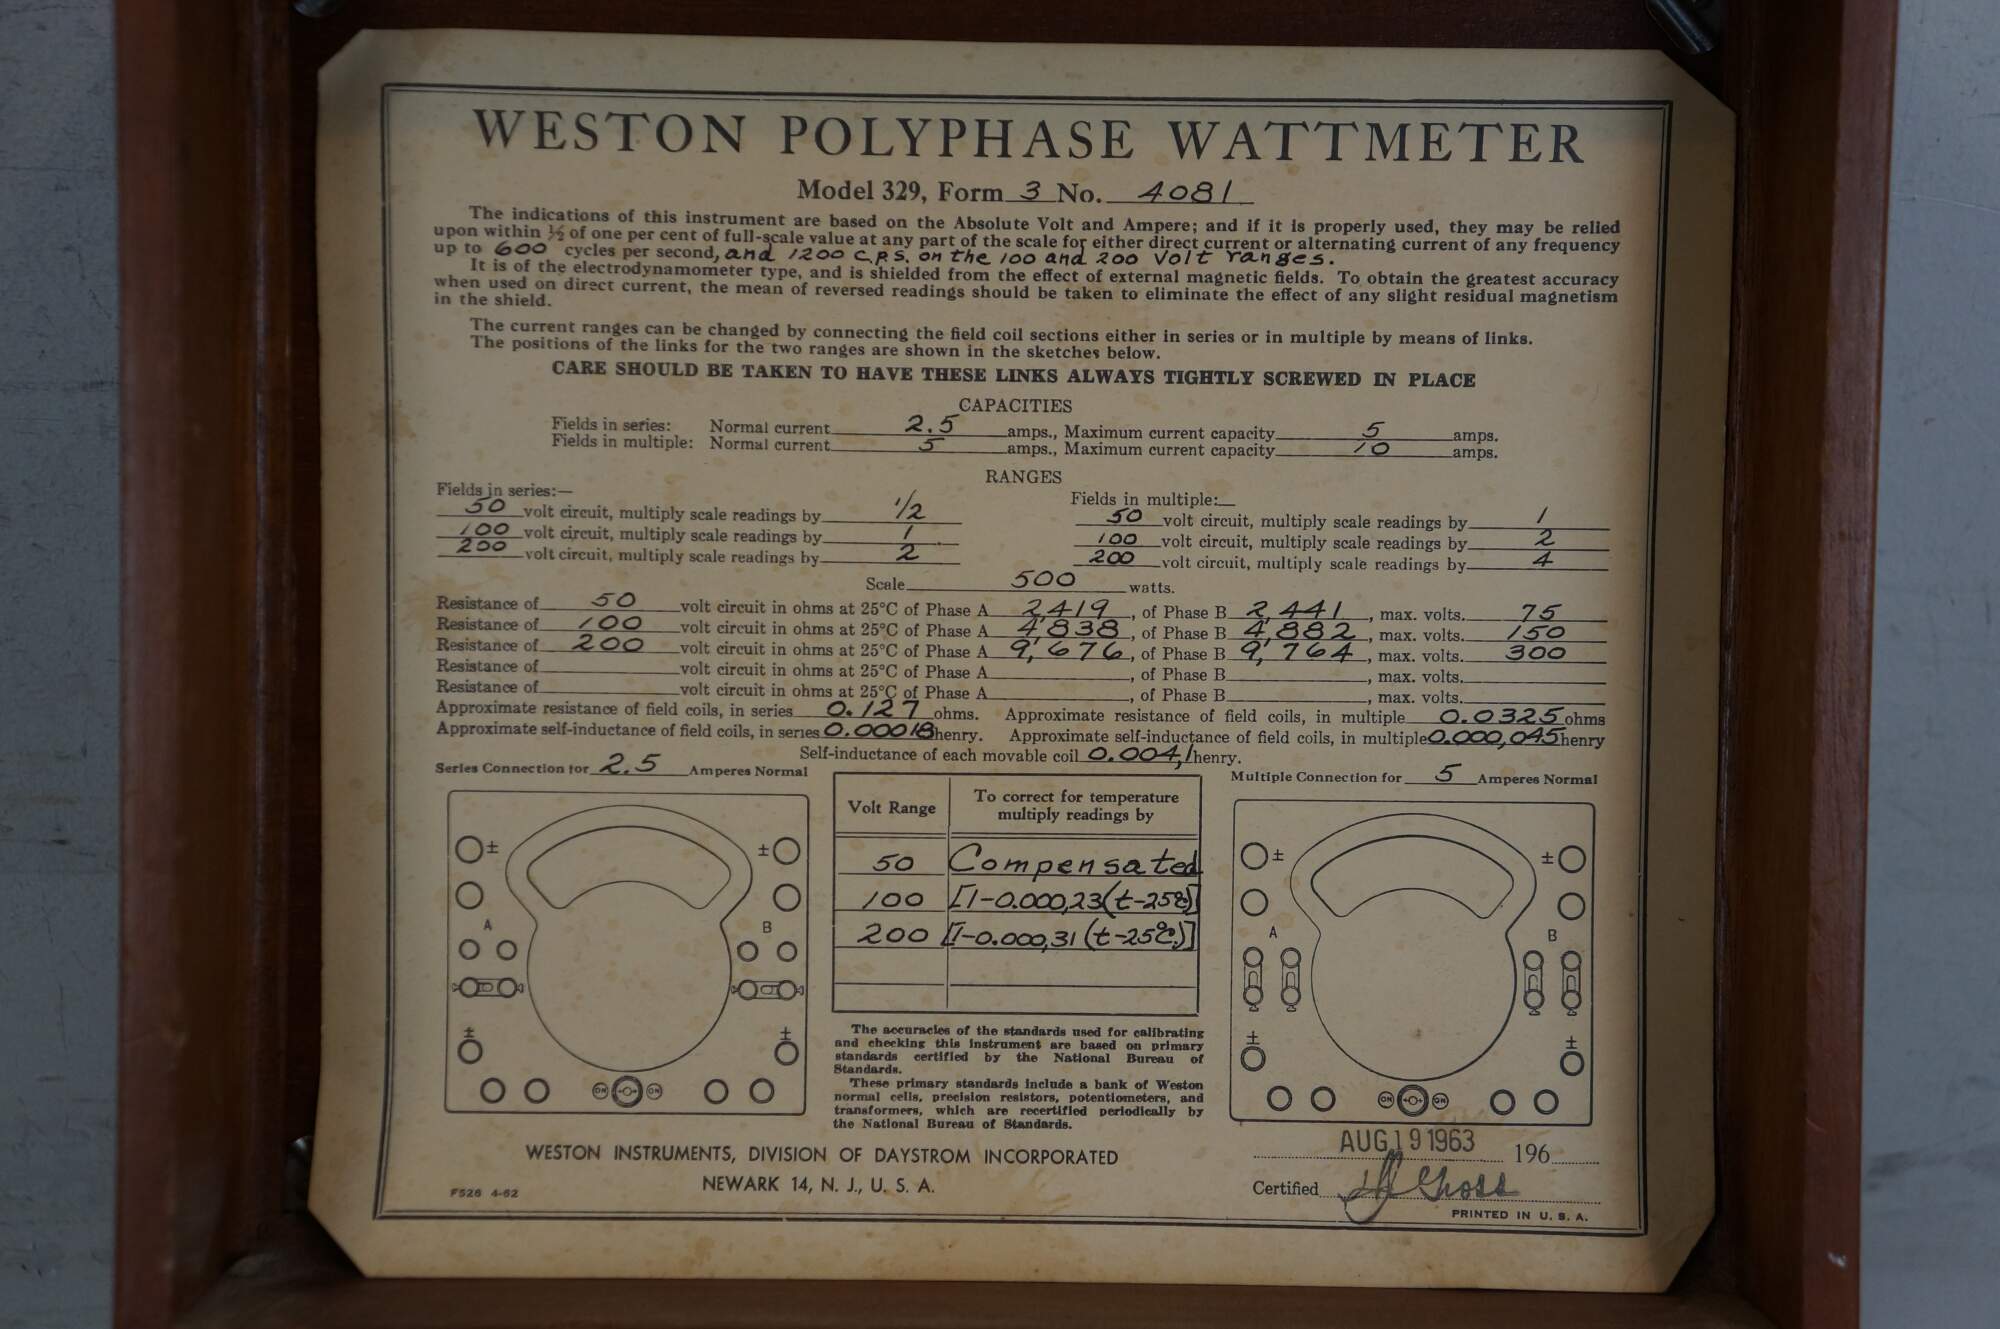 WESTON POLYPHASE WATTMETER
Model 329, Form 3 No. 4081
The indications of this instrument are based on the Absolute Volt and Ampere; and if it is properly used, they may be relied
upon within ½ of one per cent of full-scale value at any part of the scale for either direct current or alternating current of any frequency
up to 600 cycles per second, and 1200 C.P.S. on the 100 and 200 Volt ranges.
It is of the electrodynamometer type, and is shielded from the effect of external magnetic fields. To obtain the greatest accuracy
when used on direct current, the mean of reversed readings should be taken to eliminate the effect of any slight residual magnetism
in the shield.
The current ranges can be changed by connecting the field coil sections either in series or in multiple by means of links.
The positions of the links for the two ranges are shown in the sketches below.
CARE SHOULD BE TAKEN TO HAVE THESE LINKS ALWAYS TIGHTLY SCREWED IN PLACE
CAPACITIES
Fields in series: Normal current 2.5 amps., Maximum current capacity 5 amps.
Fields in multiple: Normal current 5 amps., Maximum current capacity 10 amps.
RANGES
Fields in series:— Fields in multiple:—
50 volt circuit, multiply scale readings by 1/2 50 volt circuit, multiply scale readings by 1
100 volt circuit, multiply scale readings by 1 100 volt circuit, multiply scale readings by 2
200 volt circuit, multiply scale readings by 2 200 volt circuit, multiply scale readings by 4
Scale 500 watts.
Resistance of 50 volt circuit in ohms at 25°C of Phase A 2,419, of Phase B 2,441, max. volts. 75
Resistance of 100 volt circuit in ohms at 25°C of Phase A 4,838, of Phase B 4,882, max. volts. 150
Resistance of 200 volt circuit in ohms at 25°C of Phase A 9,676, of Phase B 9,764, max. volts. 300
Resistance of volt circuit in ohms at 25°C of Phase A , of Phase B , max. volts.
Resistance of volt circuit in ohms at 25°C of Phase A , of Phase B , max. volts.
Approximate resistance of field coils, in series 0.127 ohms. Approximate resistance of field coils, in multiple 0.0325 ohms
Approximate self-inductance of field coils, in series 0.00018 henry. Approximate self-inductance of field coils, in multiple 0.000,045 henry
Self-inductance of each movable coil 0.004,1 henry.
Series Connection for 2.5 Amperes Normal Multiple Connection for 5 Amperes Normal
Volt Range To correct for temperature multiply readings by
50 Compensated
100 [1-0.000,23(t-25°C)]
200 [1-0.000,31(t-25°C.)]
± ± ± ±
A B A B
± ± ± ±
ON ON ON ON
The accuracies of the standards used for calibrating
and checking this instrument are based on primary
standards certified by the National Bureau of
Standards.
These primary standards include a bank of Weston
normal cells, precision resistors, potentiometers, and
transformers, which are recertified periodically by
the National Bureau of Standards.
WESTON INSTRUMENTS, DIVISION OF DAYSTROM INCORPORATED
NEWARK 14, N. J., U. S. A.
F526 4-62
AUG 19 1963 196
Certified
PRINTED IN U. S. A.